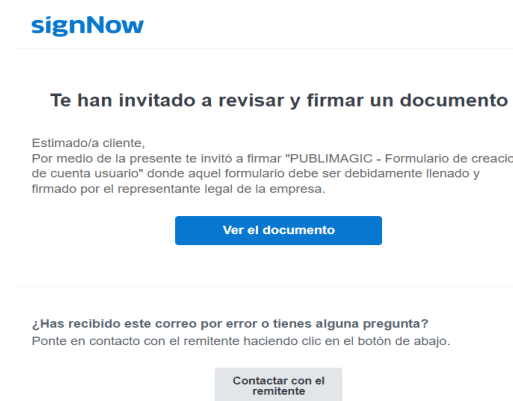 signNow
Te han invitado a revisar y firmar un documento
Estimado/a cliente,
Por medio de la presente te invitó a firmar "PUBLIMAGIC - Formulario de creacio
de cuenta usuario" donde aquel formulario debe ser debidamente llenado y
firmado por el representante legal de la empresa.
Ver el documento
¿Has recibido este correo por error o tienes alguna pregunta?
Ponte en contacto con el remitente haciendo clic en el botón de abajo.
Contactar con el
remitente